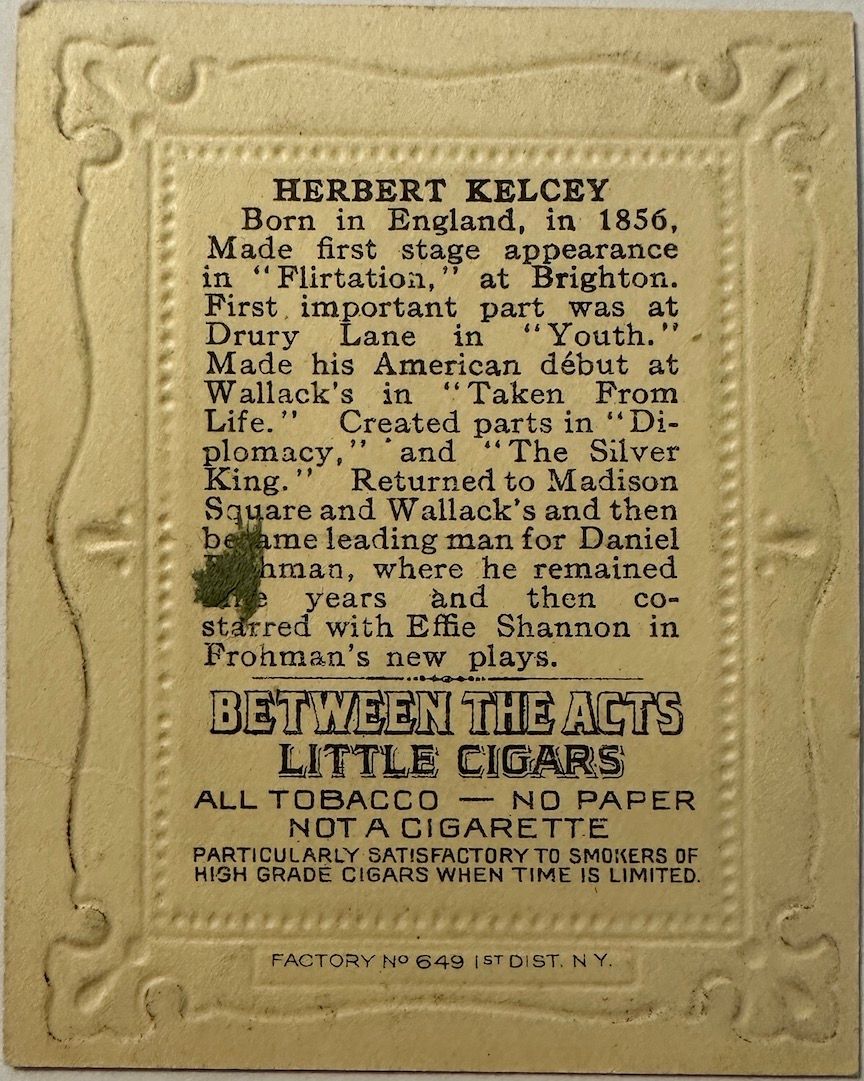 HERBERT KELCEY
Born in England, in 1856,
Made first stage appearance
in "Flirtation," at Brighton.
First important part was at
Drury Lane in "Youth."
Made his American début at
Wallack's in "Taken From
Life." Created parts in "Di-
plomacy," and "The Silver
King." Returned to Madison
Square and Wallack's and then
became leading man for Daniel
Frohman, where he remained
years and then co-
starred with Effie Shannon in
Frohman's new plays.
BETWEEN THE ACTS
LITTLE CIGARS
ALL TOBACCO — NO PAPER
NOT A CIGARETTE
PARTICULARLY SATISFACTORY TO SMOKERS OF
HIGH GRADE CIGARS WHEN TIME IS LIMITED.
FACTORY No 649 1ST DIST. N Y.